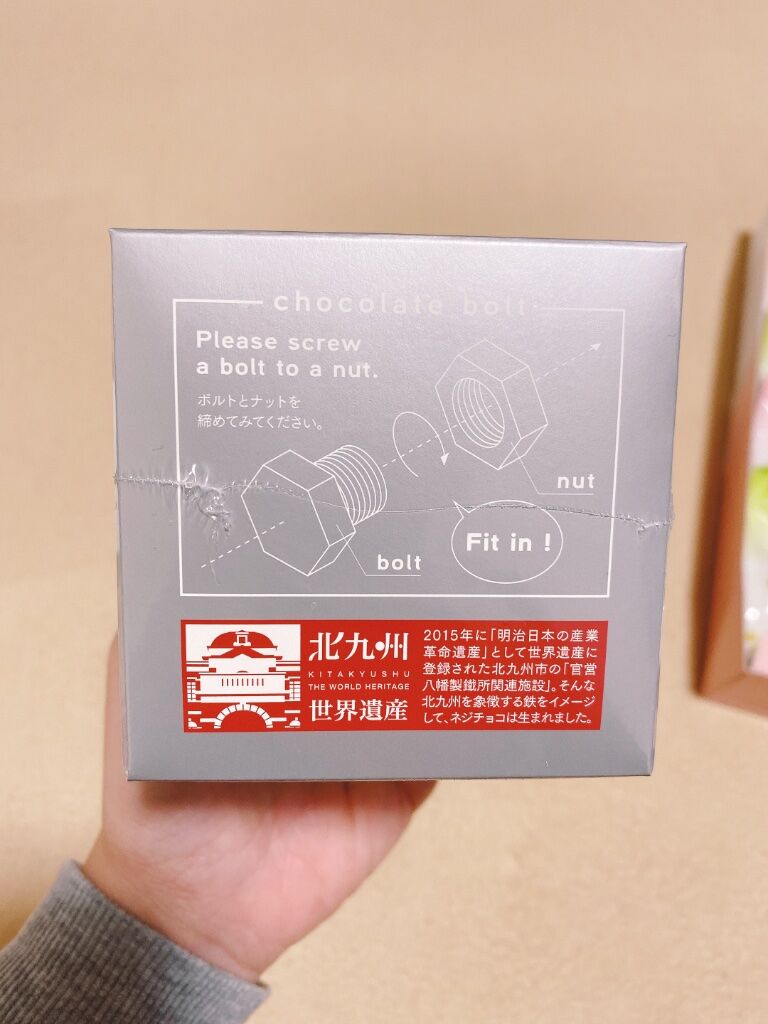 chocolate bolt
Please screw
a bolt to a nut.
ボルトとナットを
締めてみてください。
nut
Fit in !
bolt
北九州
KITAKYUSHU
THE WORLD HERITAGE
世界遺産
2015年に「明治日本の産業
革命遺産」として世界遺産に
登録された北九州市の「官営
八幡製鐵所関連施設」。そんな
北九州を象徴する鉄をイメージ
して、ネジチョコは生まれました。